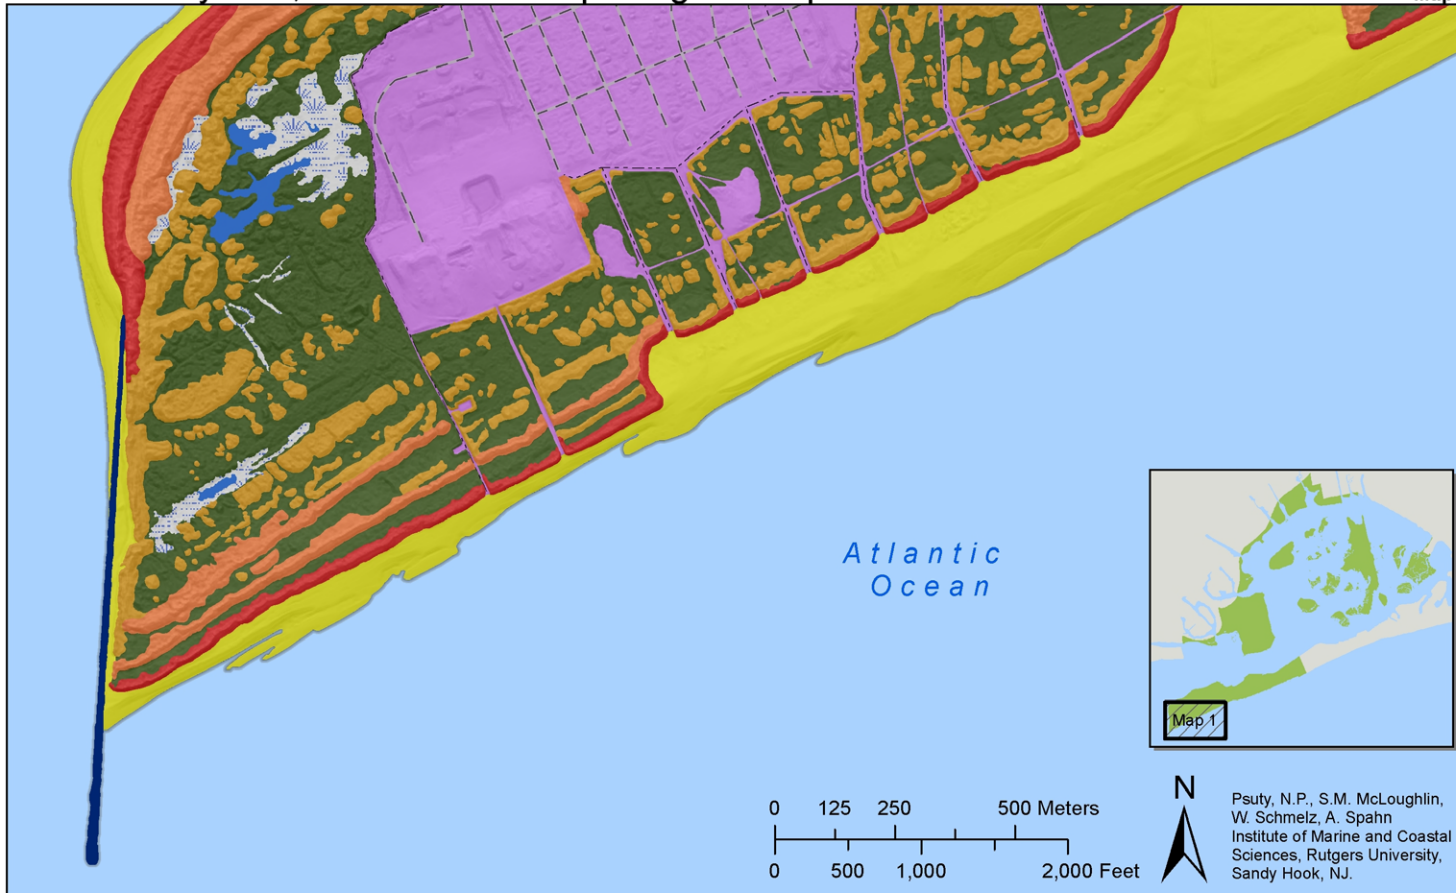 Atlantic
Ocean
Map 1
0 125 250 500 Meters
0 500 1,000 2,000 Feet
N
Psuty, N.P., S.M. McLoughlin,
W. Schmelz, A. Spahn
Institute of Marine and Coastal
Sciences, Rutgers University,
Sandy Hook, NJ.